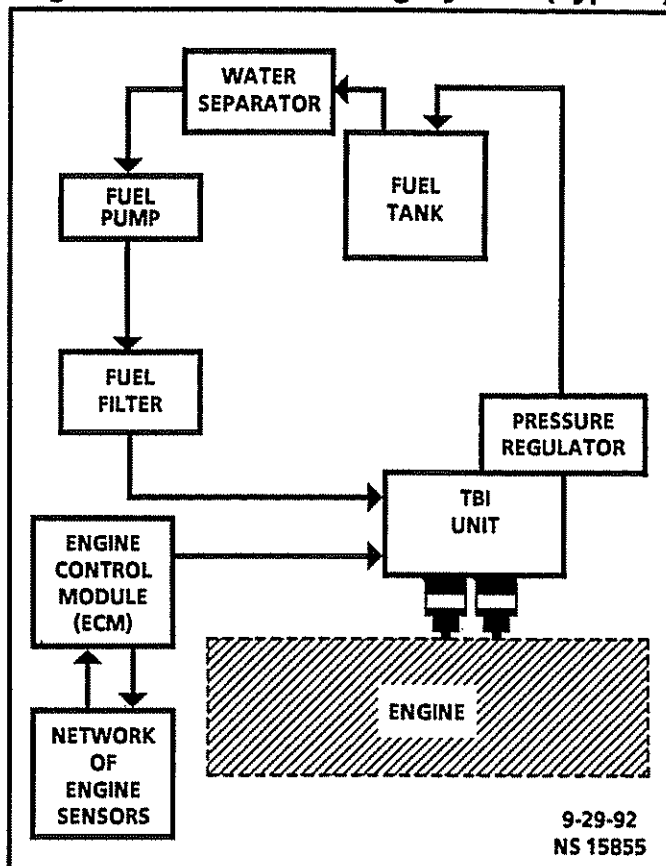 WATER
SEPARATOR
FUEL
TANK
FUEL
PUMP
FUEL
FILTER
PRESSURE
REGULATOR
TBI
UNIT
ENGINE
CONTROL
MODULE
(ECM)
ENGINE
NETWORK
OF
ENGINE
SENSORS
9-29-92
NS 15855